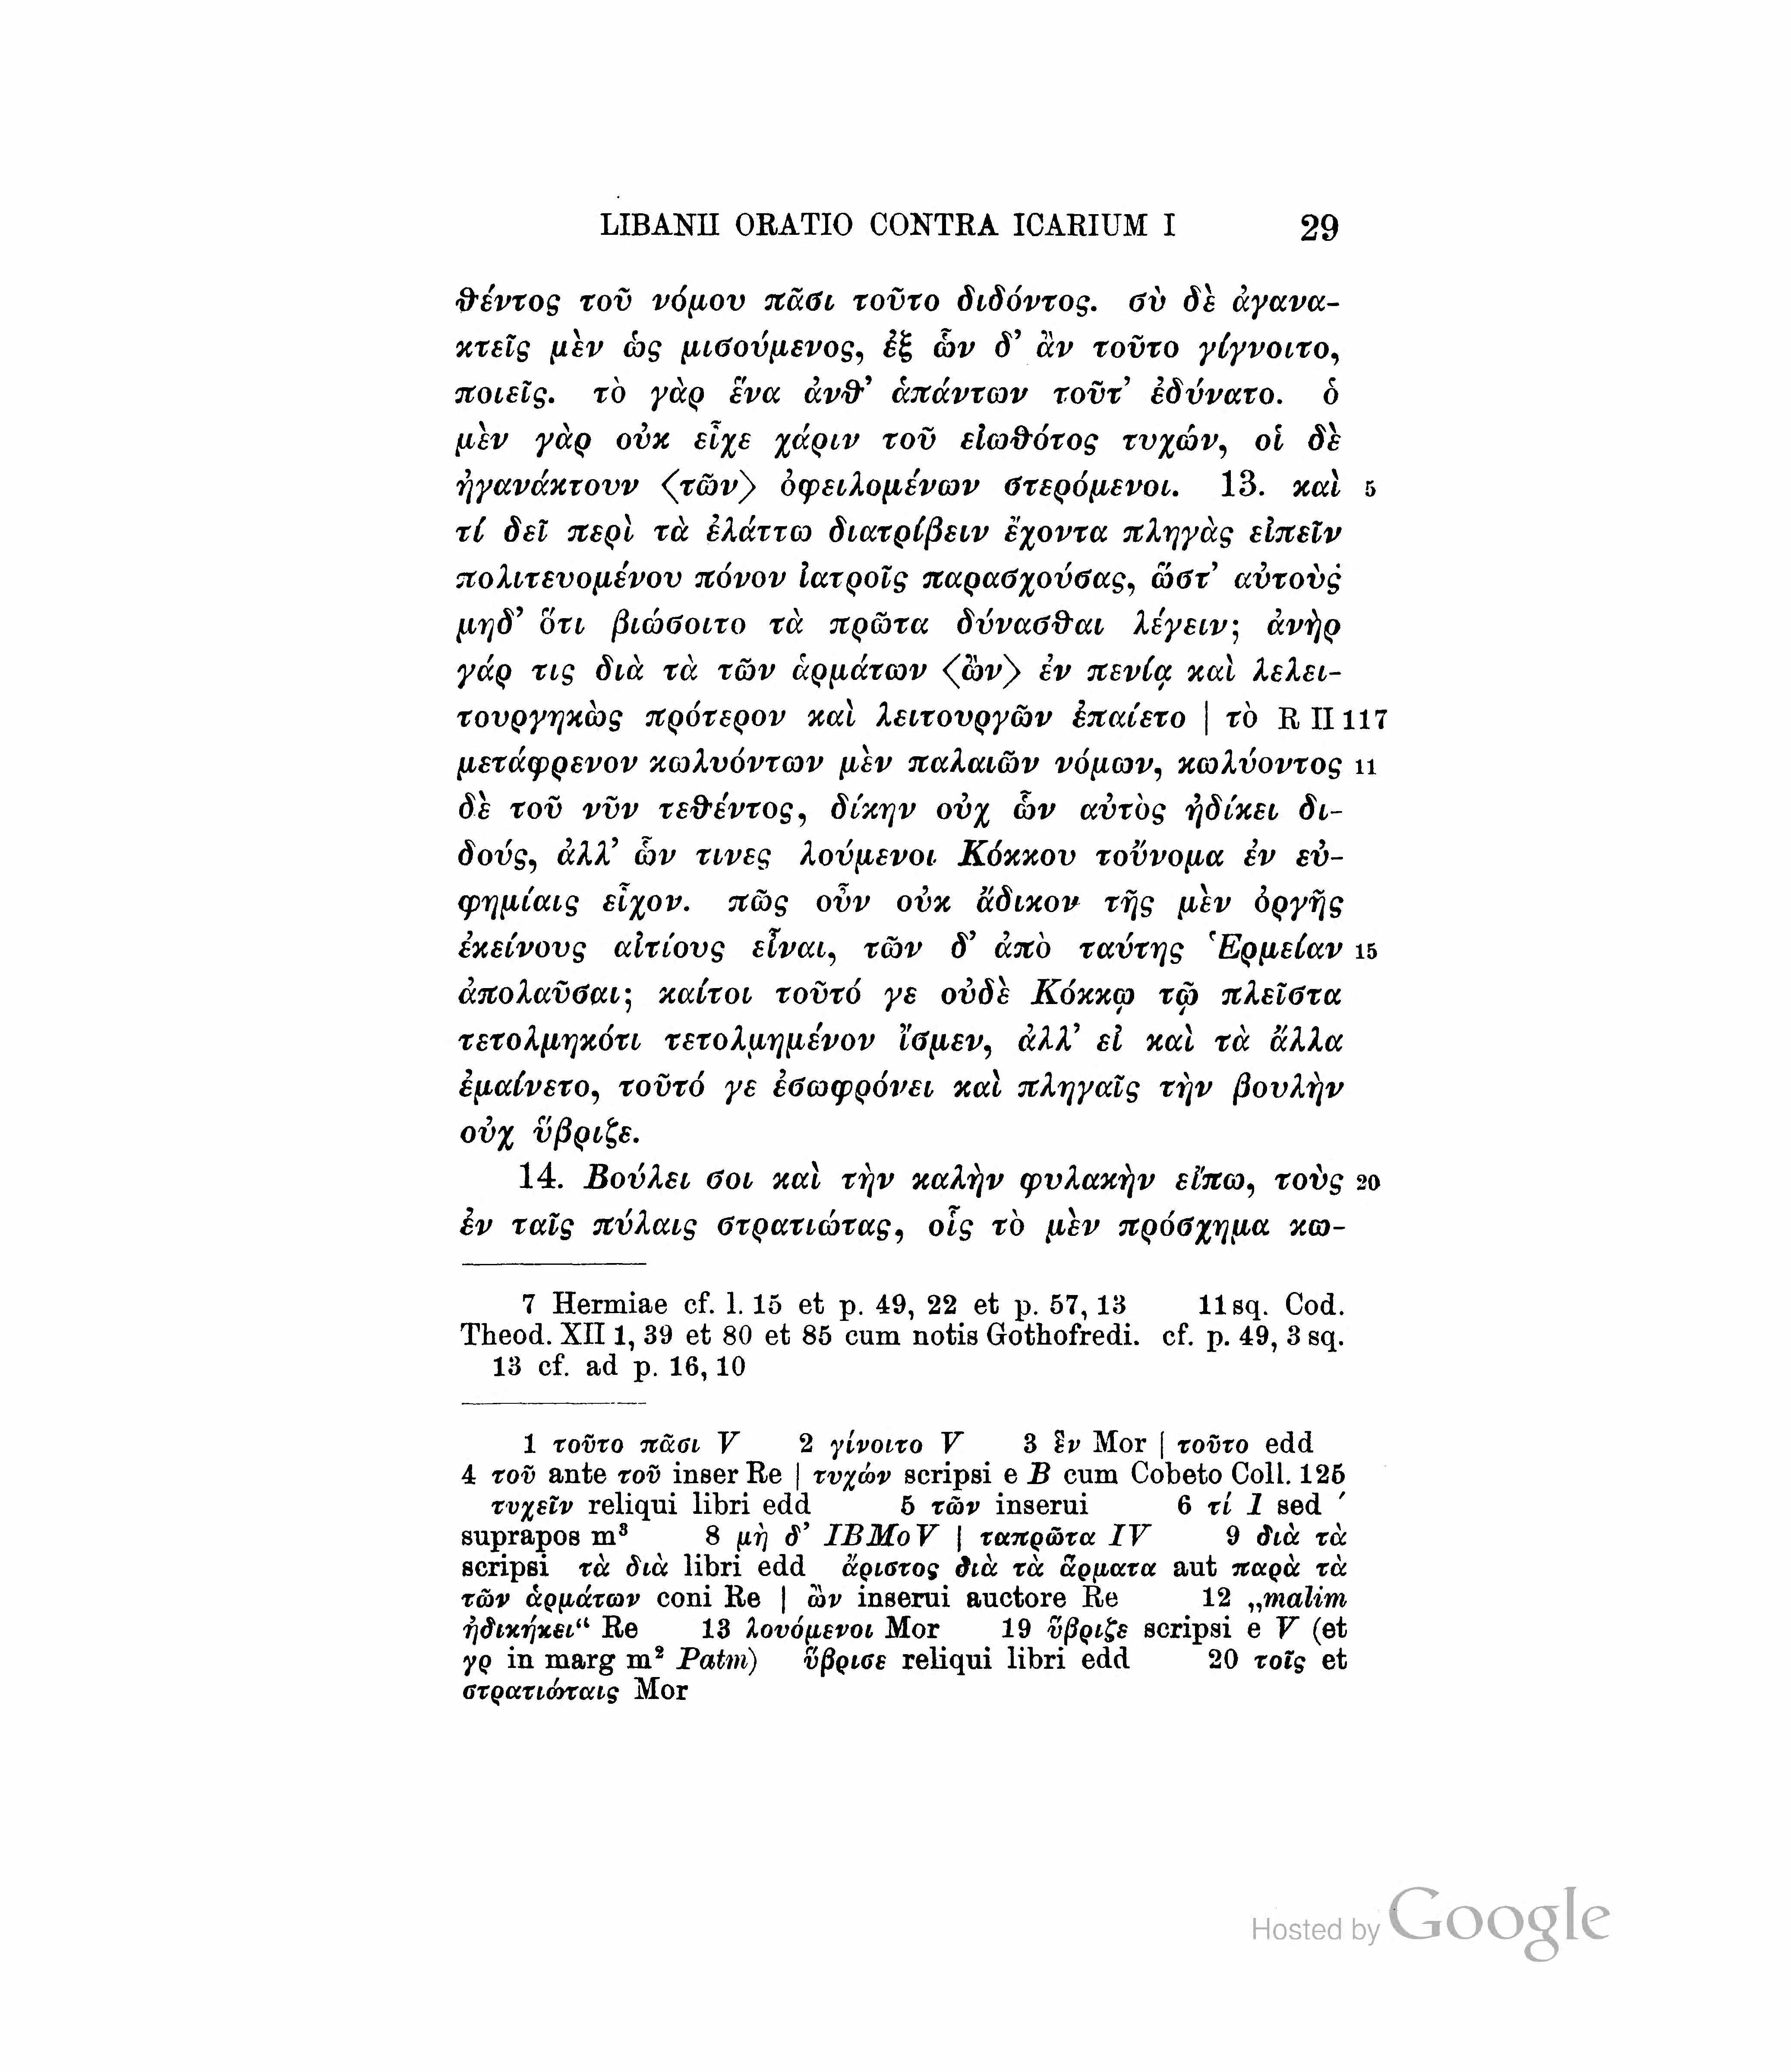 LIBANII ORATIO CONTRA ICARIUM I 29
θέντος τοῦ νόμου πᾶσι τοῦτο διδόντος. σὺ δὲ ἀγανα-
κτεῖς μὲν ὡς μισούμενος, ἐξ ὧν δ’ ἂν τοῦτο γίγνοιτο,
ποιεῖς. τὸ γὰρ ἕνα ἀνθ’ ἁπάντων τοῦτ’ ἐδύνατο. ὁ
μὲν γὰρ οὐκ εἶχε χάριν τοῦ εἰωθότος τυχών, οἱ δὲ
ἠγανάκτουν ⟨τῶν⟩ ὀφειλομένων στερόμενοι. 13. καὶ 5
τί δεῖ περὶ τὰ ἐλάττω διατρίβειν ἔχοντα πληγὰς εἰπεῖν
πολιτευομένου πόνον ἰατροῖς παρασχούσας, ὥστ’ αὐτοὺς
μηδ’ ὅτι βιώσοιτο τὰ πρῶτα δύνασθαι λέγειν; ἀνὴρ
γάρ τις διὰ τὰ τῶν ἁρμάτων ⟨ὢν⟩ ἐν πενίᾳ καὶ λελει-
τουργηκὼς πρότερον καὶ λειτουργῶν ἐπαίετο | τὸ R II 117
μετάφρενον κωλυόντων μὲν παλαιῶν νόμων, κωλύοντος 11
δὲ τοῦ νῦν τεθέντος, δίκην οὐχ ὧν αὐτὸς ἠδίκει δι-
δούς, ἀλλ’ ὧν τινες λούμενοι Κόκκου τοὔνομα ἐν εὐ-
φημίαις εἶχον. πῶς οὖν οὐκ ἄδικον τῆς μὲν ὀργῆς
ἐκείνους αἰτίους εἶναι, τῶν δ’ ἀπὸ ταύτης Ἑρμείαν 15
ἀπολαῦσαι; καίτοι τοῦτό γε οὐδὲ Κόκκῳ τῷ πλεῖστα
τετολμηκότι τετολμημένον ἴσμεν, ἀλλ’ εἰ καὶ τὰ ἄλλα
ἐμαίνετο, τοῦτό γε ἐσωφρόνει καὶ πληγαῖς τὴν βουλὴν
οὐχ ὕβριζε.
14. Βούλει σοι καὶ τὴν καλὴν φυλακὴν εἴπω, τοὺς 20
ἐν ταῖς πύλαις στρατιώτας, οἷς τὸ μὲν πρόσχημα κω-
7 Hermiae cf. l. 15 et p. 49, 22 et p. 57, 13 11 sq. Cod.
Theod. XII 1, 39 et 80 et 85 cum notis Gothofredi. cf. p. 49, 3 sq.
13 cf. ad p. 16, 10
1 τοῦτο πᾶσι V 2 γίνοιτο V 3 ἓν Mor | τοῦτο edd
4 τοῦ ante τοῦ inser Re | τυχών scripsi e B cum Cobeto Coll. 125
τυχεῖν reliqui libri edd 5 τῶν inserui 6 τί I sed ´
suprapos m³ 8 μὴ δ’ IBMoV | ταπρῶτα IV 9 διὰ τὰ
scripsi τὰ διὰ libri edd ἄριστος διὰ τὰ ἅρματα aut παρὰ τὰ
τῶν ἁρμάτων coni Re | ὢν inserui auctore Re 12 „malim
ἠδικήκει“ Re 13 λουόμενοι Mor 19 ὕβριζε scripsi e V (et
γρ in marg m² Patm) ὕβρισε reliqui libri edd 20 τοῖς et
στρατιώταις Mor
Hosted by Google